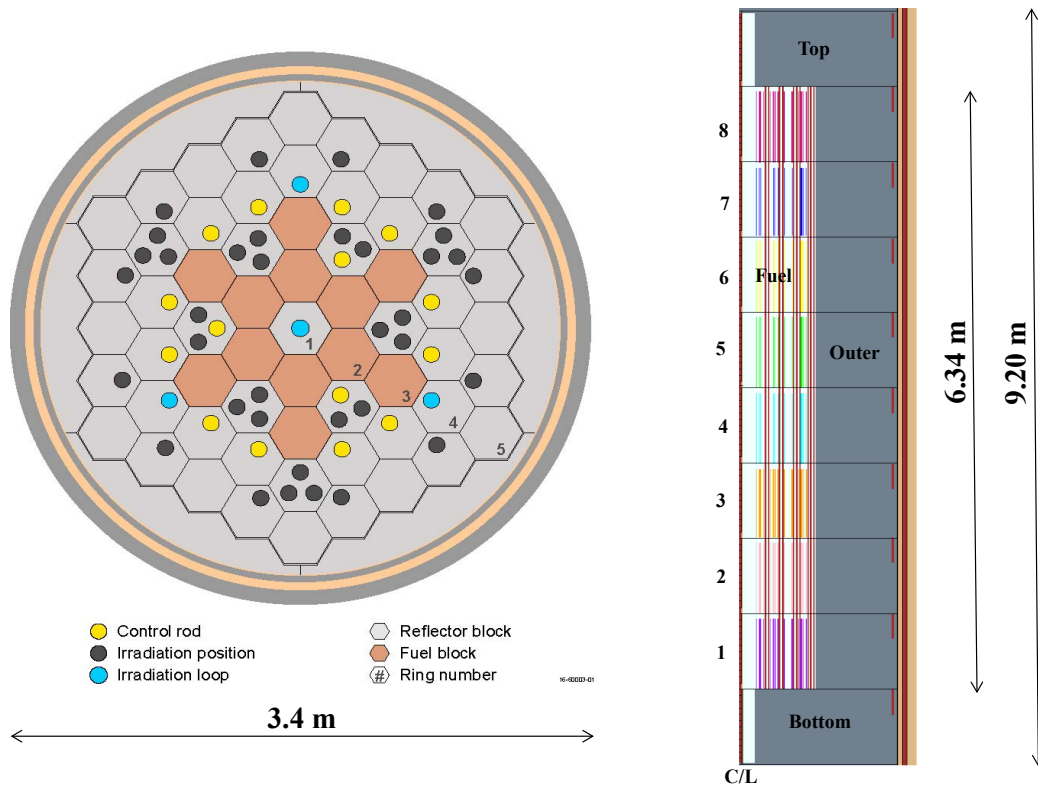 1
2
3
4
5
Control rod
Irradiation position
Irradiation loop
Reflector block
Fuel block
# Ring number
16-60003-01
3.4 m
Top
8
7
6
Fuel
5
Outer
4
3
2
1
Bottom
C/L
6.34 m
9.20 m